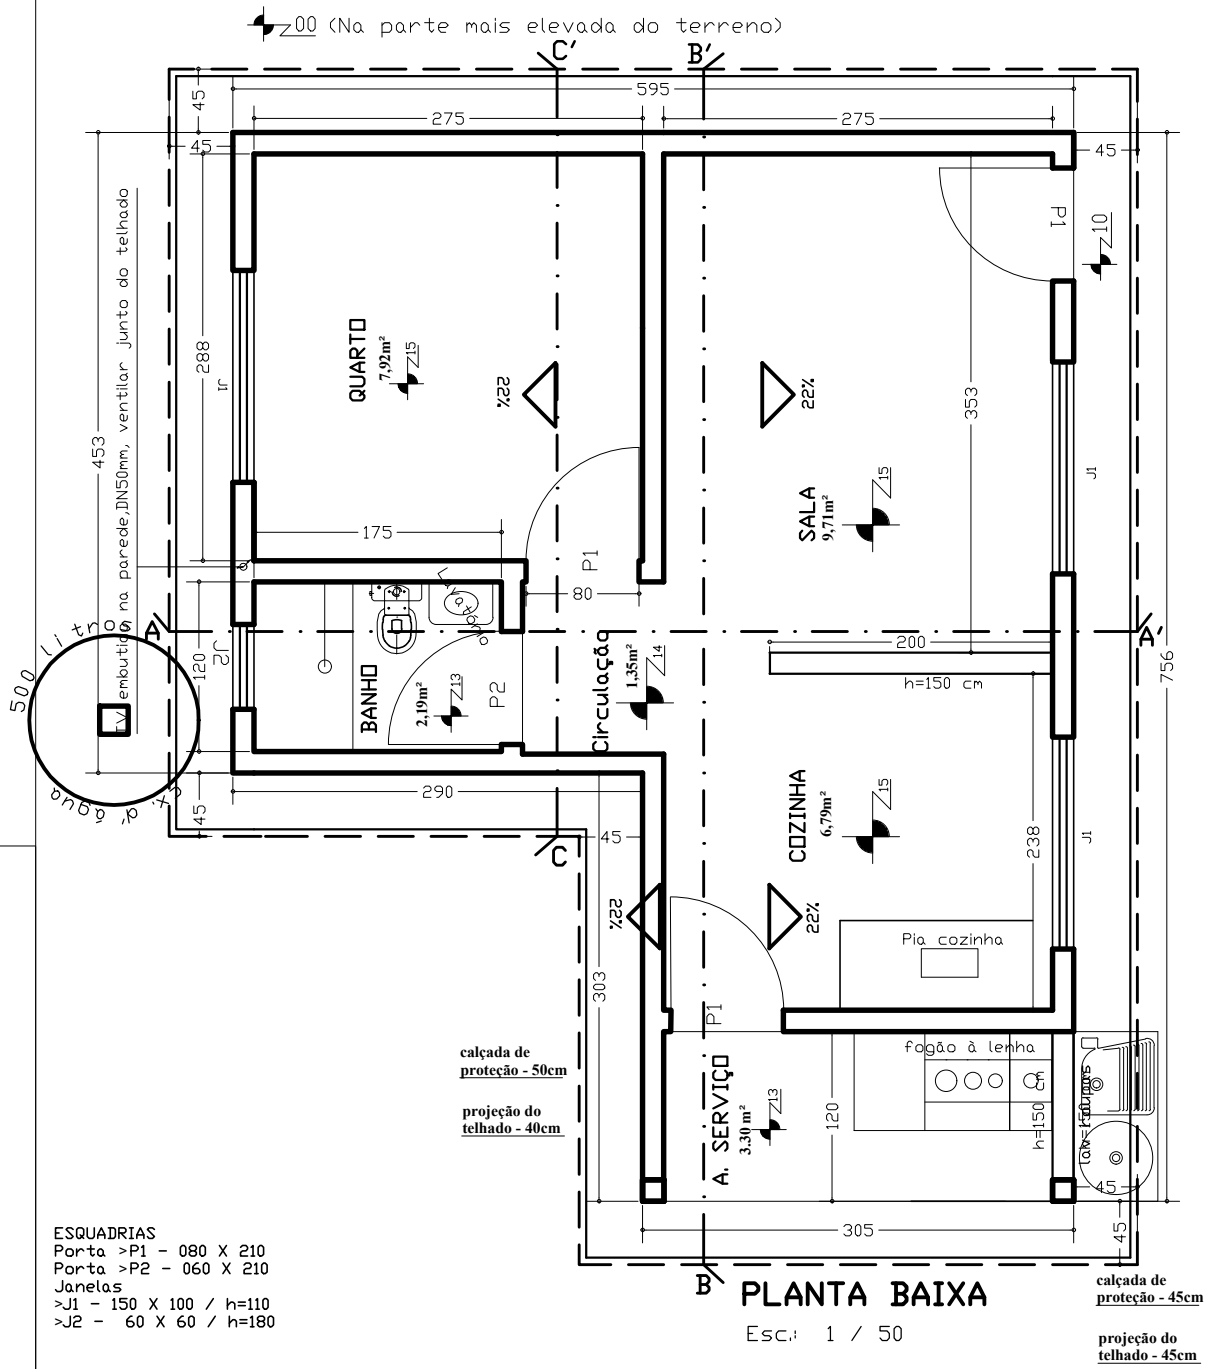 00 (Na parte mais elevada do terreno)
C' B'
595
45
275 275
45 45
TV embutido na parede,DN50mm, ventilar junto do telhado
P1
10
288
J1
453
QUARTO
7,92m²
15
22%
22%
353
J1
SALA
9,71m²
15
175
P1
80
Lavatório
A
A'
500 litros
cx. d' água
120
J2
BANHO
2,19m²
13
P2
Circulação
1,35m²
14
200
h=150 cm
756
290
45
45
C
COZINHA
6,79m²
15
238
J1
22%
22%
Pia cozinha
303
P1
calçada de
proteção - 50cm
projeção do
telhado - 40cm
A. SERVIÇO
3.30 m²
13
120
fogão à lenha
h=150 cm
45
305
45
B
ESQUADRIAS
Porta >P1 - 080 X 210
Porta >P2 - 060 X 210
Janelas
>J1 - 150 X 100 / h=110
>J2 - 60 X 60 / h=180
PLANTA BAIXA
Esc.: 1 / 50
calçada de
proteção - 45cm
projeção do
telhado - 45cm